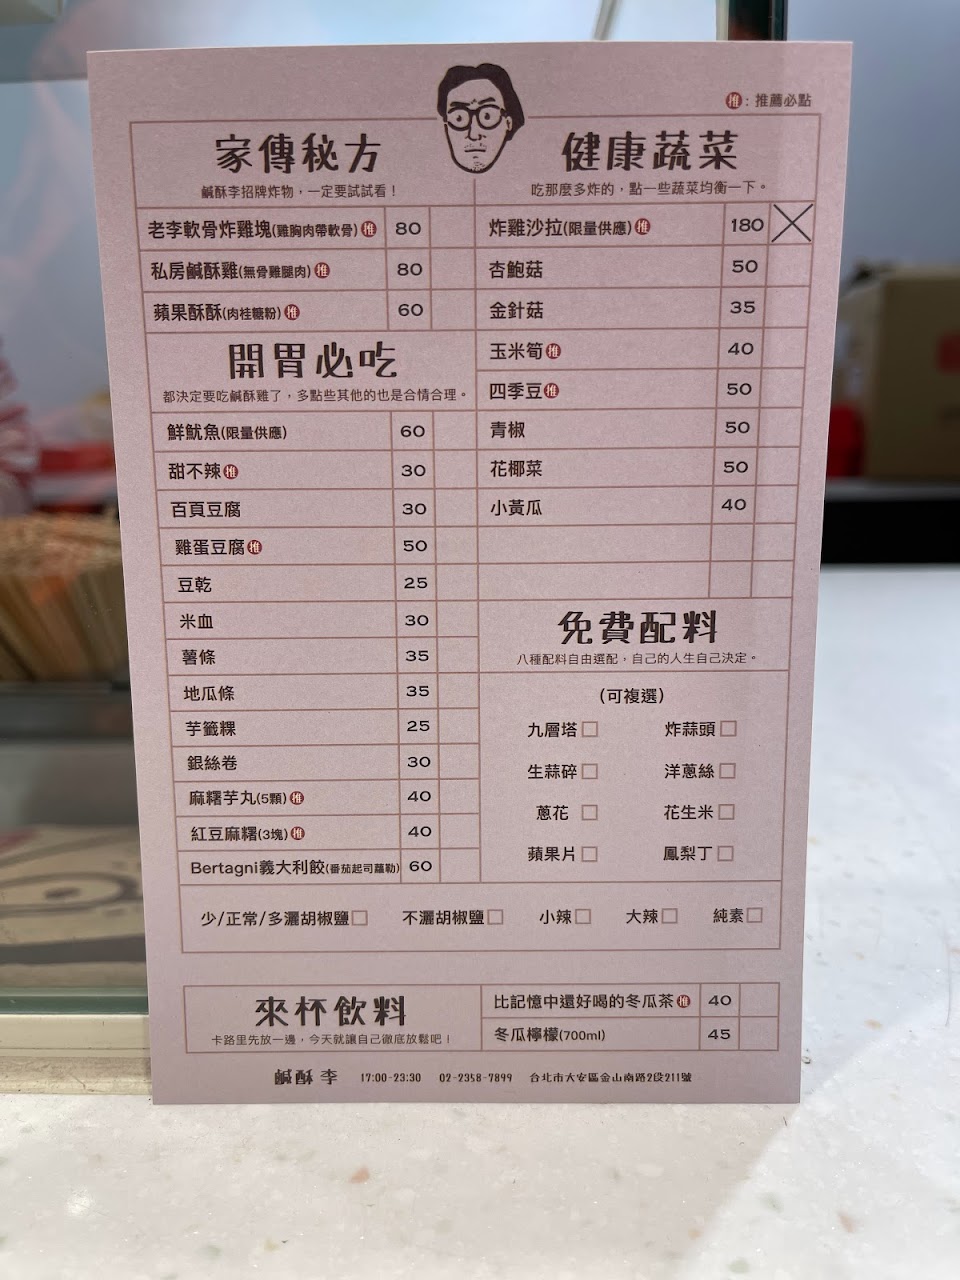 推：推薦必點
家傳秘方
鹹酥李招牌炸物，一定要試試看！
老李軟骨炸雞塊(雞胸肉帶軟骨)推 80
私房鹹酥雞(無骨雞腿肉)推 80
蘋果酥酥(肉桂糖粉)推 60
開胃必吃
都決定要吃鹹酥雞了，多點些其他的也是合情合理。
鮮魷魚(限量供應) 60
甜不辣推 30
百頁豆腐 30
雞蛋豆腐推 50
豆乾 25
米血 30
薯條 35
地瓜條 35
芋籤粿 25
銀絲卷 30
麻糬芋丸(5顆)推 40
紅豆麻糬(3塊)推 40
Bertagni義大利餃(番茄起司蘿勒) 60
健康蔬菜
吃那麼多炸的，點一些蔬菜均衡一下。
炸雞沙拉(限量供應)推 180
杏鮑菇 50
金針菇 35
玉米筍推 40
四季豆推 50
青椒 50
花椰菜 50
小黃瓜 40
免費配料
八種配料自由選配，自己的人生自己決定。
(可複選)
九層塔□ 炸蒜頭□
生蒜碎□ 洋蔥絲□
蔥花□ 花生米□
蘋果片□ 鳳梨丁□
少/正常/多灑胡椒鹽□ 不灑胡椒鹽□ 小辣□ 大辣□ 純素□
來杯飲料
卡路里先放一邊，今天就讓自己徹底放鬆吧！
比記憶中還好喝的冬瓜茶推 40
冬瓜檸檬(700ml) 45
鹹酥李 17:00-23:30 02-2358-7899 台北市大安區金山南路2段211號